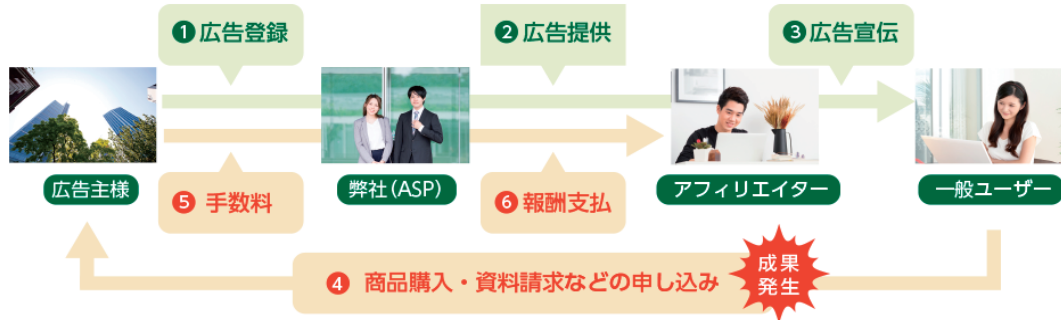 ❶広告登録
❷広告提供
❸広告宣伝
広告主様
弊社(ASP)
アフィリエイター
一般ユーザー
❺ 手数料
❻報酬支払
❹ 商品購入・資料請求などの申し込み
成果
発生